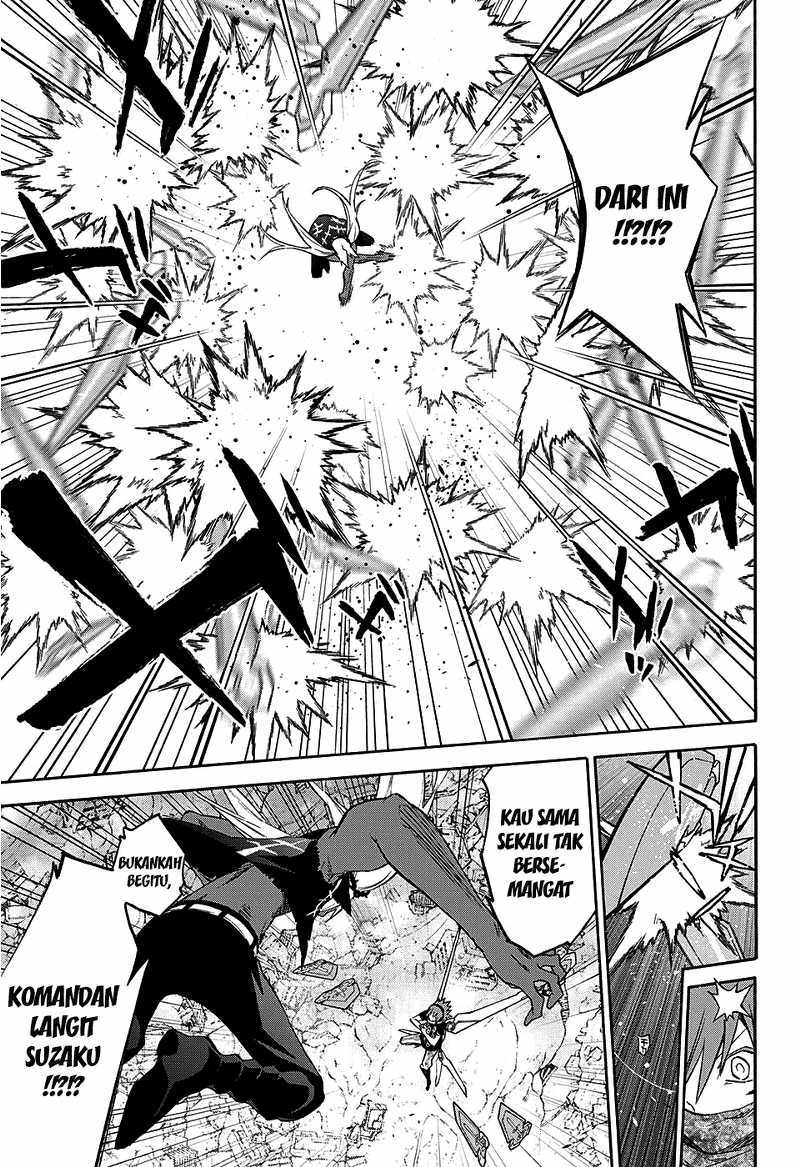 DARI INI
!!?!!?
KAU SAMA
SEKALI TAK
BERSE-
MANGAT
BUKANKAH
BEGITU,
KOMANDAN
LANGIT
SUZAKU
!!?!?